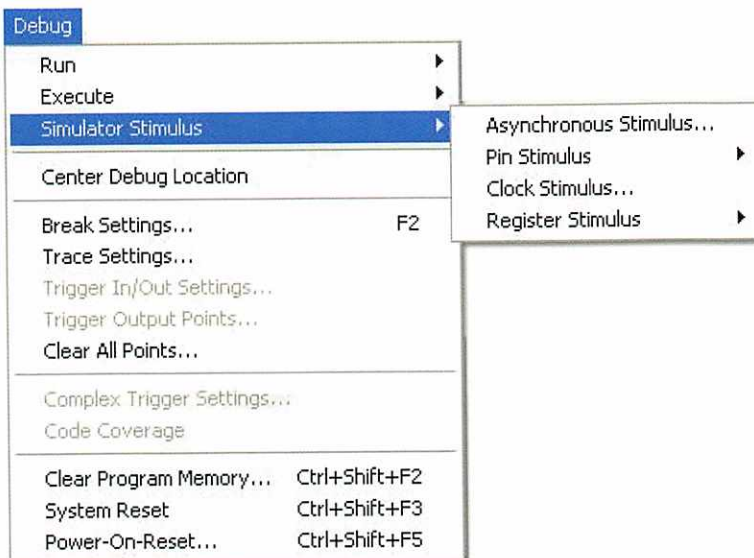 Debug
Run
Execute
Simulator Stimulus
Center Debug Location
Break Settings... F2
Trace Settings...
Trigger In/Out Settings...
Trigger Output Points...
Clear All Points...
Complex Trigger Settings...
Code Coverage
Clear Program Memory... Ctrl+Shift+F2
System Reset Ctrl+Shift+F3
Power-On-Reset... Ctrl+Shift+F5
Asynchronous Stimulus...
Pin Stimulus
Clock Stimulus...
Register Stimulus